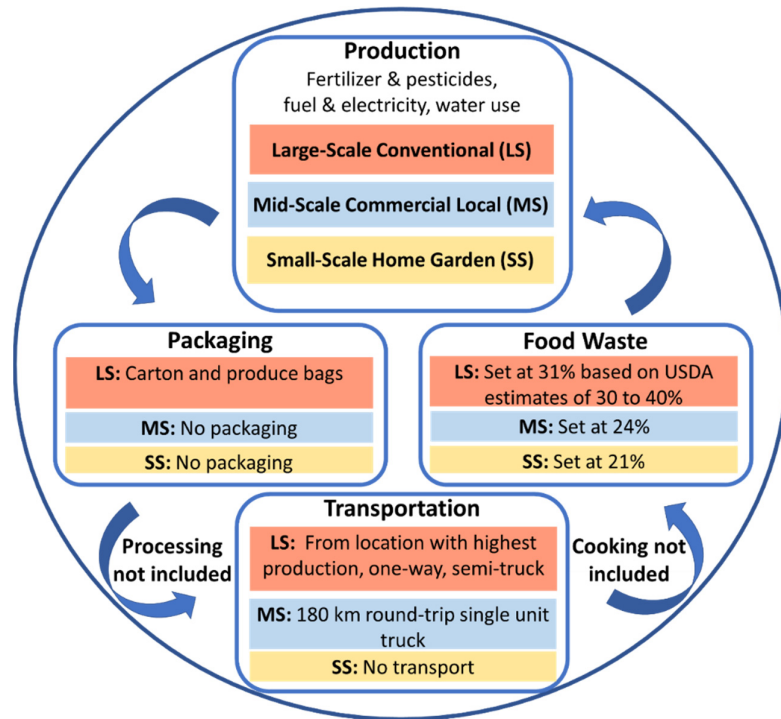 Production
Fertilizer & pesticides,
fuel & electricity, water use
Large-Scale Conventional (LS)
Mid-Scale Commercial Local (MS)
Small-Scale Home Garden (SS)
Packaging
LS: Carton and produce bags
MS: No packaging
SS: No packaging
Food Waste
LS: Set at 31% based on USDA
estimates of 30 to 40%
MS: Set at 24%
SS: Set at 21%
Processing
not included
Transportation
LS: From location with highest
production, one-way, semi-truck
MS: 180 km round-trip single unit
truck
SS: No transport
Cooking not
included